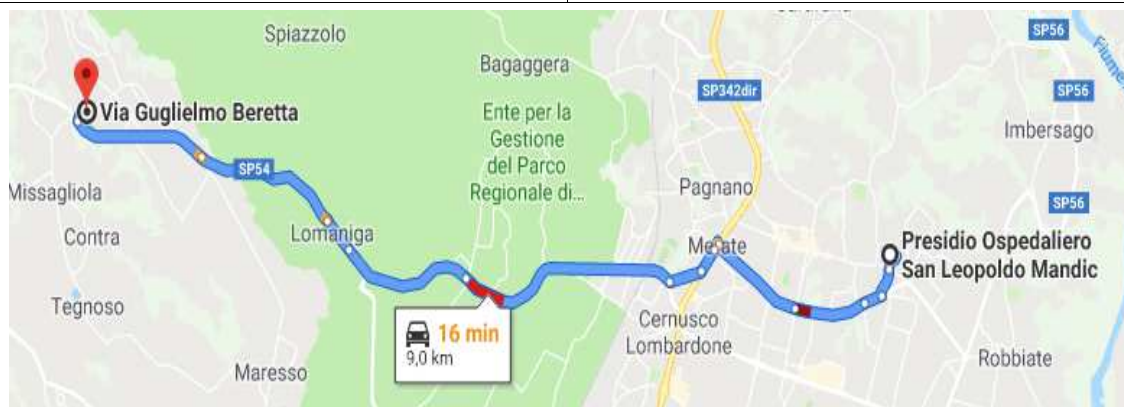 Spiazzolo
SP56
Bagaggera
SP342dir
SP56
Via Guglielmo Beretta
Ente per la
Gestione
del Parco
Regionale di...
Imbersago
SP54
Missagliola
Pagnano
SP56
Contra
Lomaniga
Merate
Presidio Ospedaliero
San Leopoldo Mandic
Tegnoso
16 min
9,0 km
Cernusco
Lombardone
Robbiate
Maresso